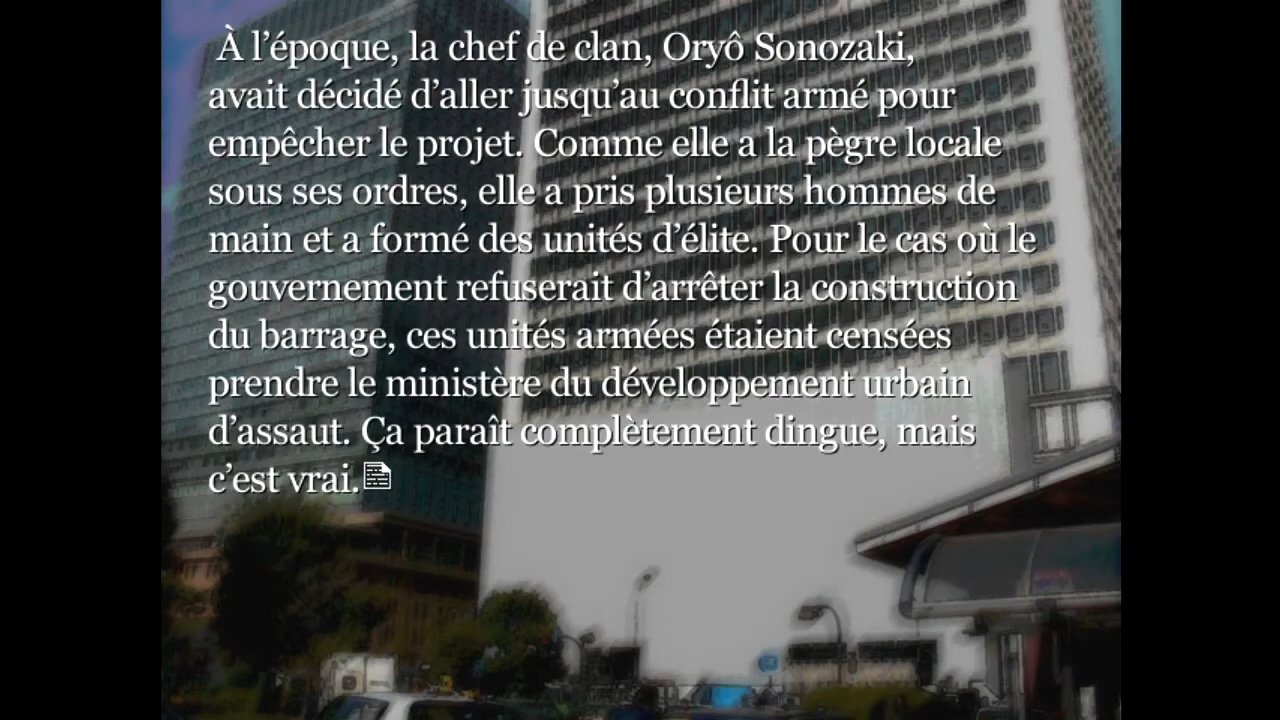 À l’époque, la chef de clan, Oryô Sonozaki,
avait décidé d’aller jusqu’au conflit armé pour
empêcher le projet. Comme elle a la pègre locale
sous ses ordres, elle a pris plusieurs hommes de
main et a formé des unités d’élite. Pour le cas où le
gouvernement refuserait d’arrêter la construction
du barrage, ces unités armées étaient censées
prendre le ministère du développement urbain
d’assaut. Ça paraît complètement dingue, mais
c’est vrai.